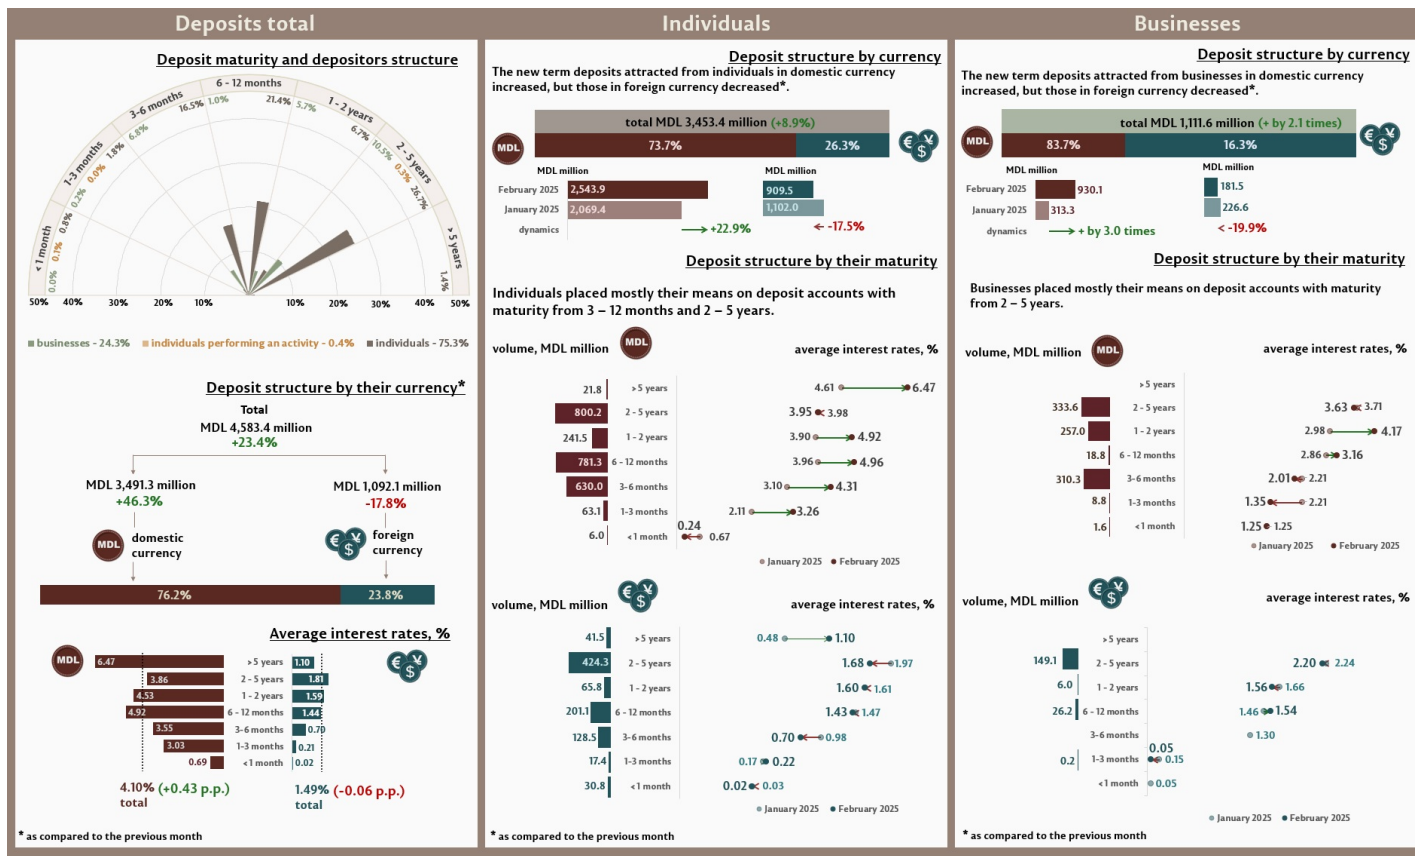 Deposits total
Deposit maturity and depositors structure
6 - 12 months
3-6 months
1 - 2 years
1-3 months
2 - 5 years
< 1 month
> 5 years
0.0%
0.1%
0.8%
0.2%
0.0%
1.8%
6.8%
16.5%
1.0%
21.4%
5.7%
6.7%
10.5%
0.3%
26.7%
1.4%
50%
40%
30%
20%
10%
10%
20%
30%
40%
50%
businesses - 24.3%
individuals performing an activity - 0.4%
individuals - 75.3%
Deposit structure by their currency*
Total
MDL 4,583.4 million
+23.4%
MDL 3,491.3 million
+46.3%
MDL 1,092.1 million
-17.8%
MDL
domestic
currency
€ ¥ $
foreign
currency
76.2%
23.8%
Average interest rates, %
MDL
€ ¥ $
6.47 > 5 years 1.10
3.86 2 - 5 years 1.81
4.53 1 - 2 years 1.59
4.92 6 - 12 months 1.44
3.55 3- 6 months 0.70
3.03 1-3 months 0.21
0.69 < 1 month 0.02
4.10% (+0.43 p.p.)
total
1.49% (-0.06 p.p.)
total
* as compared to the previous month
Individuals
Deposit structure by currency
The new term deposits attracted from individuals in domestic currency
increased, but those in foreign currency decreased*.
total MDL 3,453.4 million (+8.9%)
MDL
73.7%
26.3%
€ ¥ $
MDL million
MDL million
February 2025 2,543.9 909.5
January 2025 2,069.4 1,102.0
dynamics +22.9% -17.5%
Deposit structure by their maturity
Individuals placed mostly their means on deposit accounts with
maturity from 3 – 12 months and 2 – 5 years.
volume, MDL million
MDL
average interest rates, %
21.8 > 5 years 4.61 6.47
800.2 2 - 5 years 3.95 3.98
241.5 1 - 2 years 3.90 4.92
781.3 6 - 12 months 3.96 4.96
630.0 3-6 months 3.10 4.31
63.1 1-3 months 2.11 3.26
6.0 < 1 month 0.24 0.67
January 2025
February 2025
volume, MDL million
€ ¥ $
average interest rates, %
41.5 > 5 years 0.48 1.10
424.3 2 - 5 years 1.68 1.97
65.8 1 - 2 years 1.60 1.61
201.1 6 - 12 months 1.43 1.47
128.5 3-6 months 0.70 0.98
17.4 1-3 months 0.17 0.22
30.8 < 1 month 0.02 0.03
January 2025
February 2025
* as compared to the previous month
Businesses
Deposit structure by currency
The new term deposits attracted from businesses in domestic currency
increased, but those in foreign currency decreased*.
total MDL 1,111.6 million (+ by 2.1 times)
MDL
83.7%
16.3%
€ ¥ $
MDL million
MDL million
February 2025 930.1 181.5
January 2025 313.3 226.6
dynamics + by 3.0 times < -19.9%
Deposit structure by their maturity
Businesses placed mostly their means on deposit accounts with maturity
from 2 – 5 years.
volume, MDL million
MDL
average interest rates, %
> 5 years
333.6 2 - 5 years 3.63 3.71
257.0 1 - 2 years 2.98 4.17
18.8 6 - 12 months 2.86 3.16
310.3 3-6 months 2.01 2.21
8.8 1-3 months 1.35 2.21
1.6 < 1 month 1.25 1.25
January 2025
February 2025
volume, MDL million
€ ¥ $
average interest rates, %
> 5 years
149.1 2 - 5 years 2.20 2.24
6.0 1 - 2 years 1.56 1.66
26.2 6 - 12 months 1.46 1.54
3-6 months 1.30
0.2 1-3 months 0.05 0.15
< 1 month 0.05
January 2025
February 2025
* as compared to the previous month